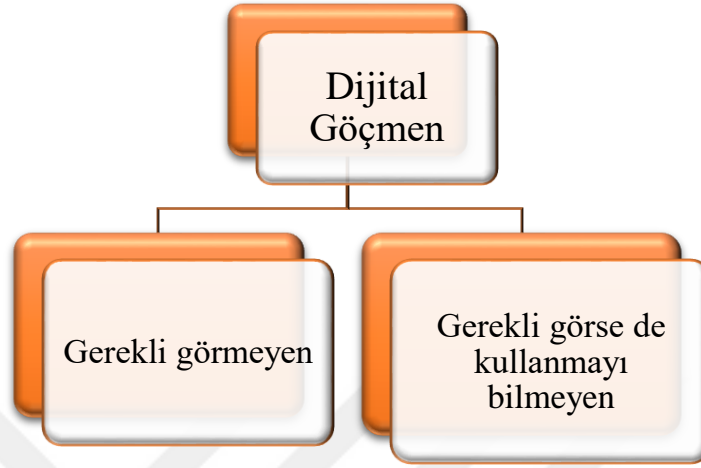 Dijital
Göçmen
Gerekli görmeyen
Gerekli görse de
kullanmayı
bilmeyen